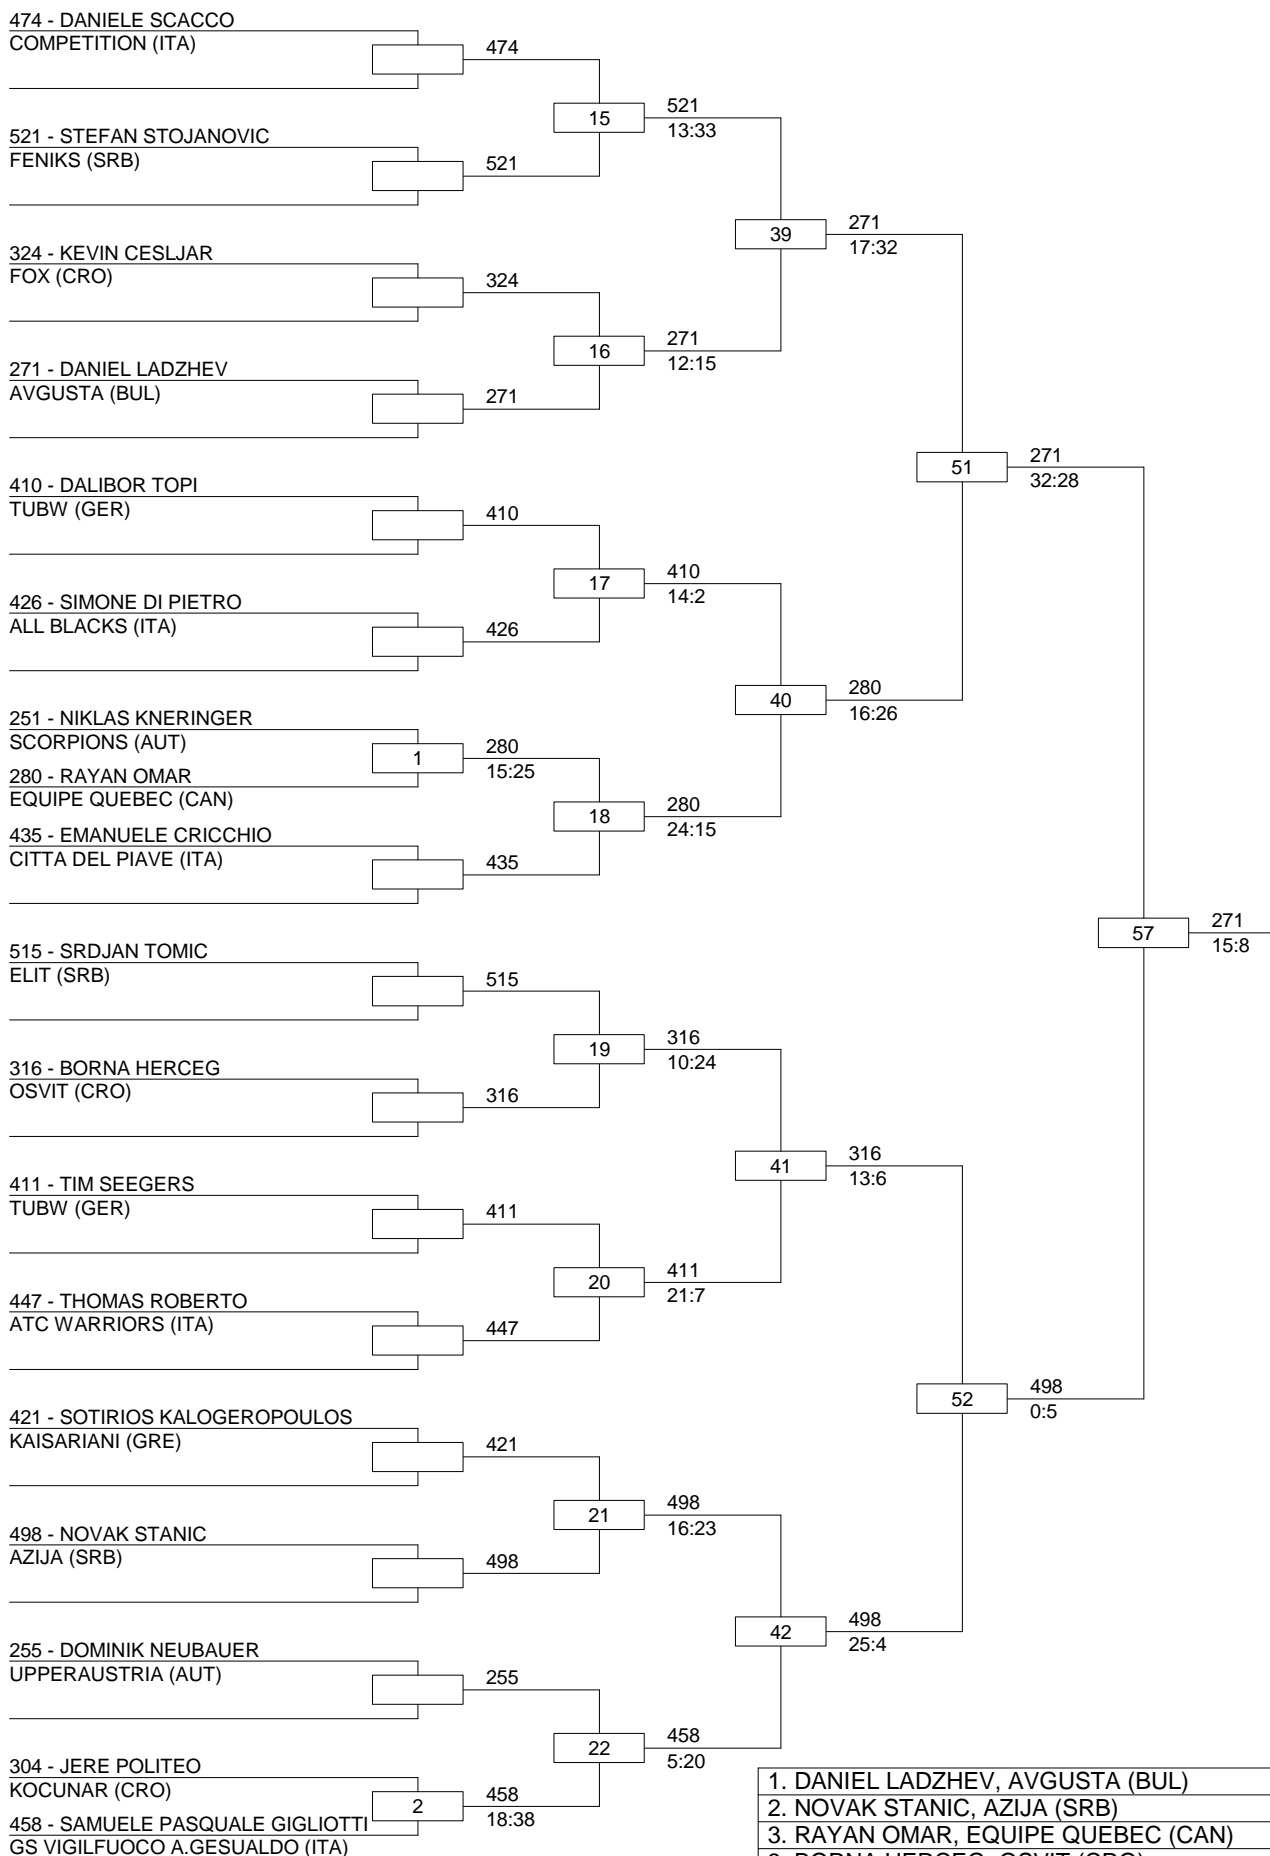 474 - DANIELE SCACCO
COMPETITION (ITA)
474
15
521
13:33
521 - STEFAN STOJANOVIC
FENIKS (SRB)
521
39
271
17:32
324 - KEVIN CESLJAR
FOX (CRO)
324
16
271
12:15
271 - DANIEL LADZHEV
AVGUSTA (BUL)
271
51
271
32:28
410 - DALIBOR TOPI
TUBW (GER)
410
17
410
14:2
426 - SIMONE DI PIETRO
ALL BLACKS (ITA)
426
40
280
16:26
251 - NIKLAS KNERINGER
SCORPIONS (AUT)
1
280
15:25
280 - RAYAN OMAR
EQUIPE QUEBEC (CAN)
18
280
24:15
435 - EMANUELE CRICCHIO
CITTA DEL PIAVE (ITA)
435
57
271
15:8
515 - SRDJAN TOMIC
ELIT (SRB)
515
19
316
10:24
316 - BORNA HERCEG
OSVIT (CRO)
316
41
316
13:6
411 - TIM SEEGERS
TUBW (GER)
411
20
411
21:7
447 - THOMAS ROBERTO
ATC WARRIORS (ITA)
447
52
498
0:5
421 - SOTIRIOS KALOGEROPOULOS
KAISARIANI (GRE)
421
21
498
16:23
498 - NOVAK STANIC
AZIJA (SRB)
498
42
498
25:4
255 - DOMINIK NEUBAUER
UPPERAUSTRIA (AUT)
255
22
458
5:20
304 - JERE POLITEO
KOCUNAR (CRO)
2
458
18:38
458 - SAMUELE PASQUALE GIGLIOTTI
GS VIGILFUOCO A.GESUALDO (ITA)
1. DANIEL LADZHEV, AVGUSTA (BUL)
2. NOVAK STANIC, AZIJA (SRB)
3. RAYAN OMAR, EQUIPE QUEBEC (CAN)
3. BORNA HERCEG, OSVIT (CRO)